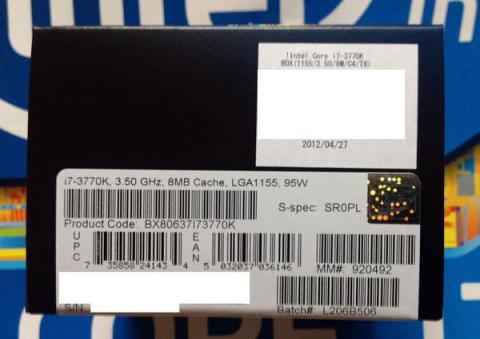 !Intel Core i7-3770K
BOX(1155/3.50/8M/C4/T8)
2012/04/27
i7-3770K, 3.50 GHz, 8MB Cache, LGA1155, 95W
S-spec: SR0PL
Product Code: BX80637I73770K
UPC
7 35858 24143 4
EAN
5 032037 036146
MM#: 920492
S/N
Batch#: L206B506